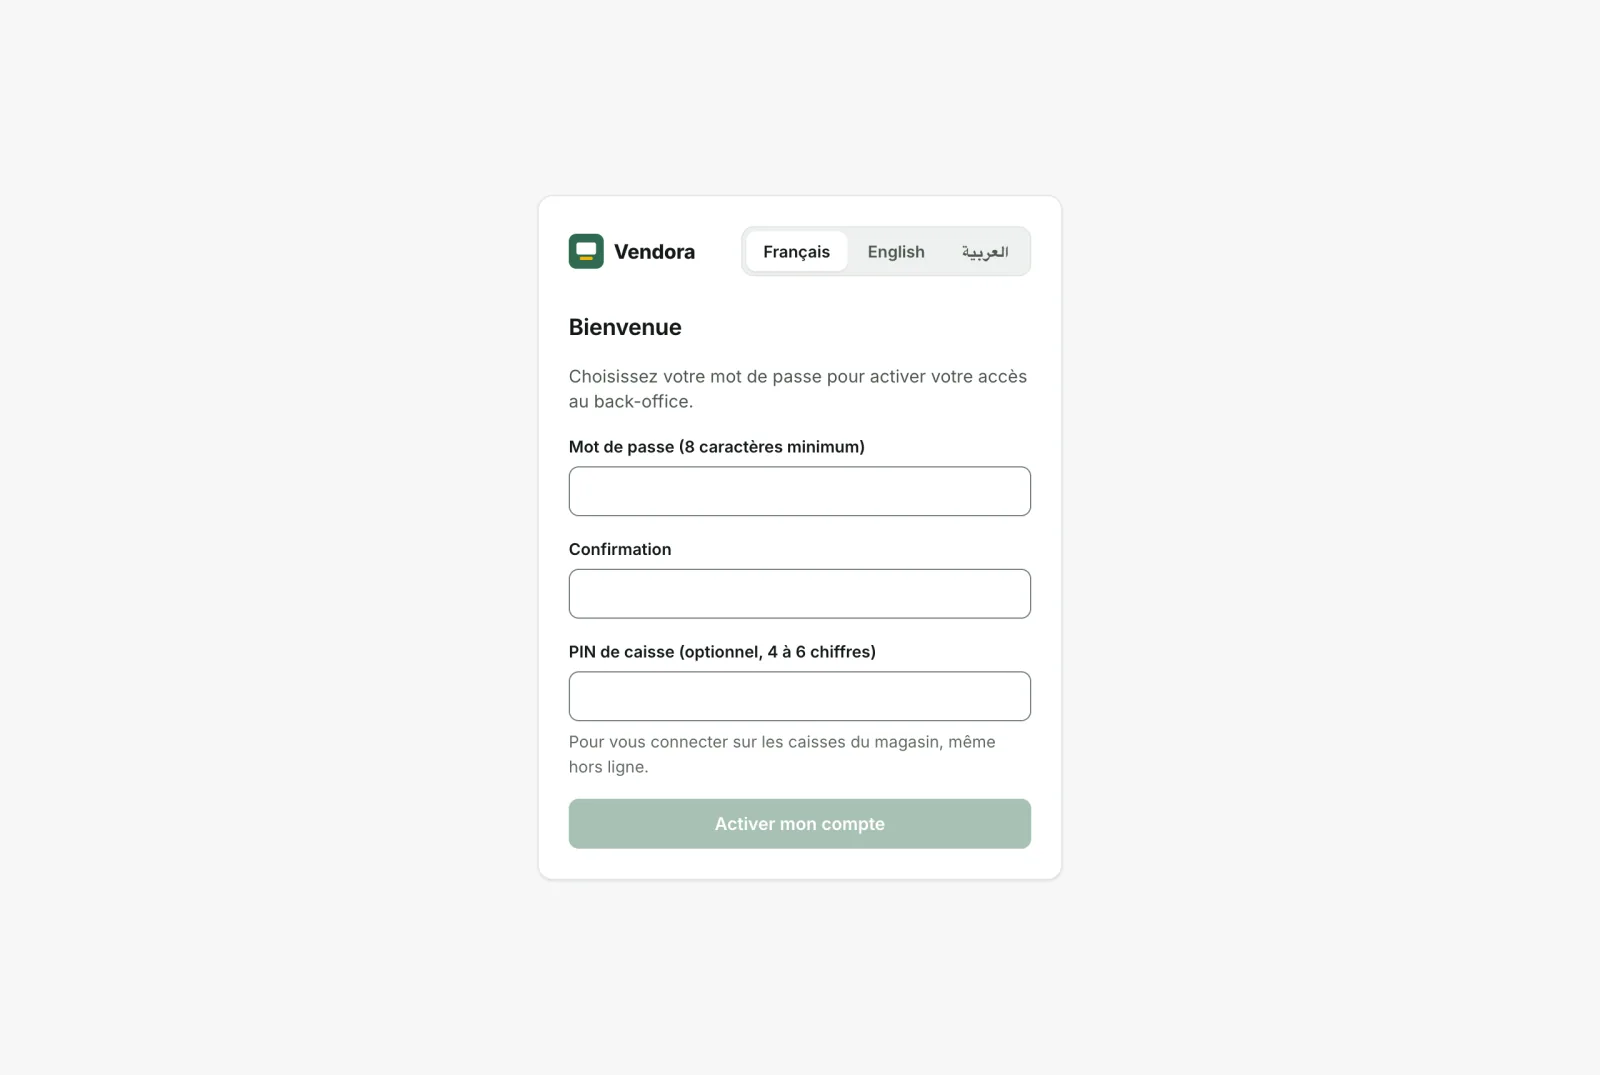 Vendora
Français English العربية
Bienvenue
Choisissez votre mot de passe pour activer votre accès
au back-office.
Mot de passe (8 caractères minimum)
Confirmation
PIN de caisse (optionnel, 4 à 6 chiffres)
Pour vous connecter sur les caisses du magasin, même
hors ligne.
Activer mon compte